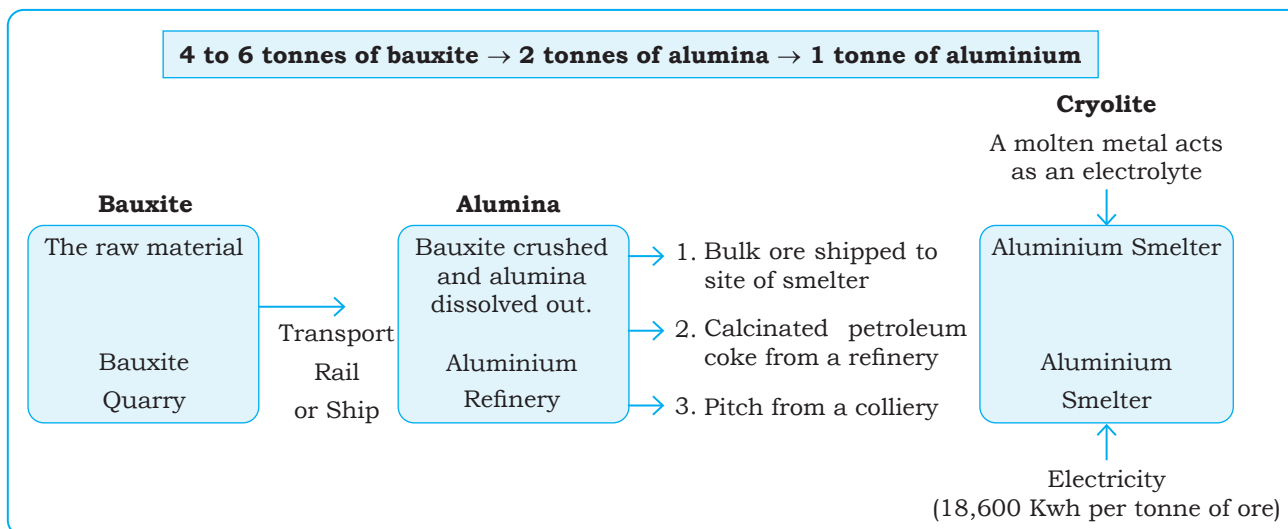 4 to 6 tonnes of bauxite → 2 tonnes of alumina → 1 tonne of aluminium
Bauxite
The raw material
Bauxite
Quarry
Transport
Rail
or Ship
Alumina
Bauxite crushed
and alumina
dissolved out.
Aluminium
Refinery
1. Bulk ore shipped to
site of smelter
2. Calcinated petroleum
coke from a refinery
3. Pitch from a colliery
Cryolite
A molten metal acts
as an electrolyte
Aluminium Smelter
Aluminium
Smelter
Electricity
(18,600 Kwh per tonne of ore)